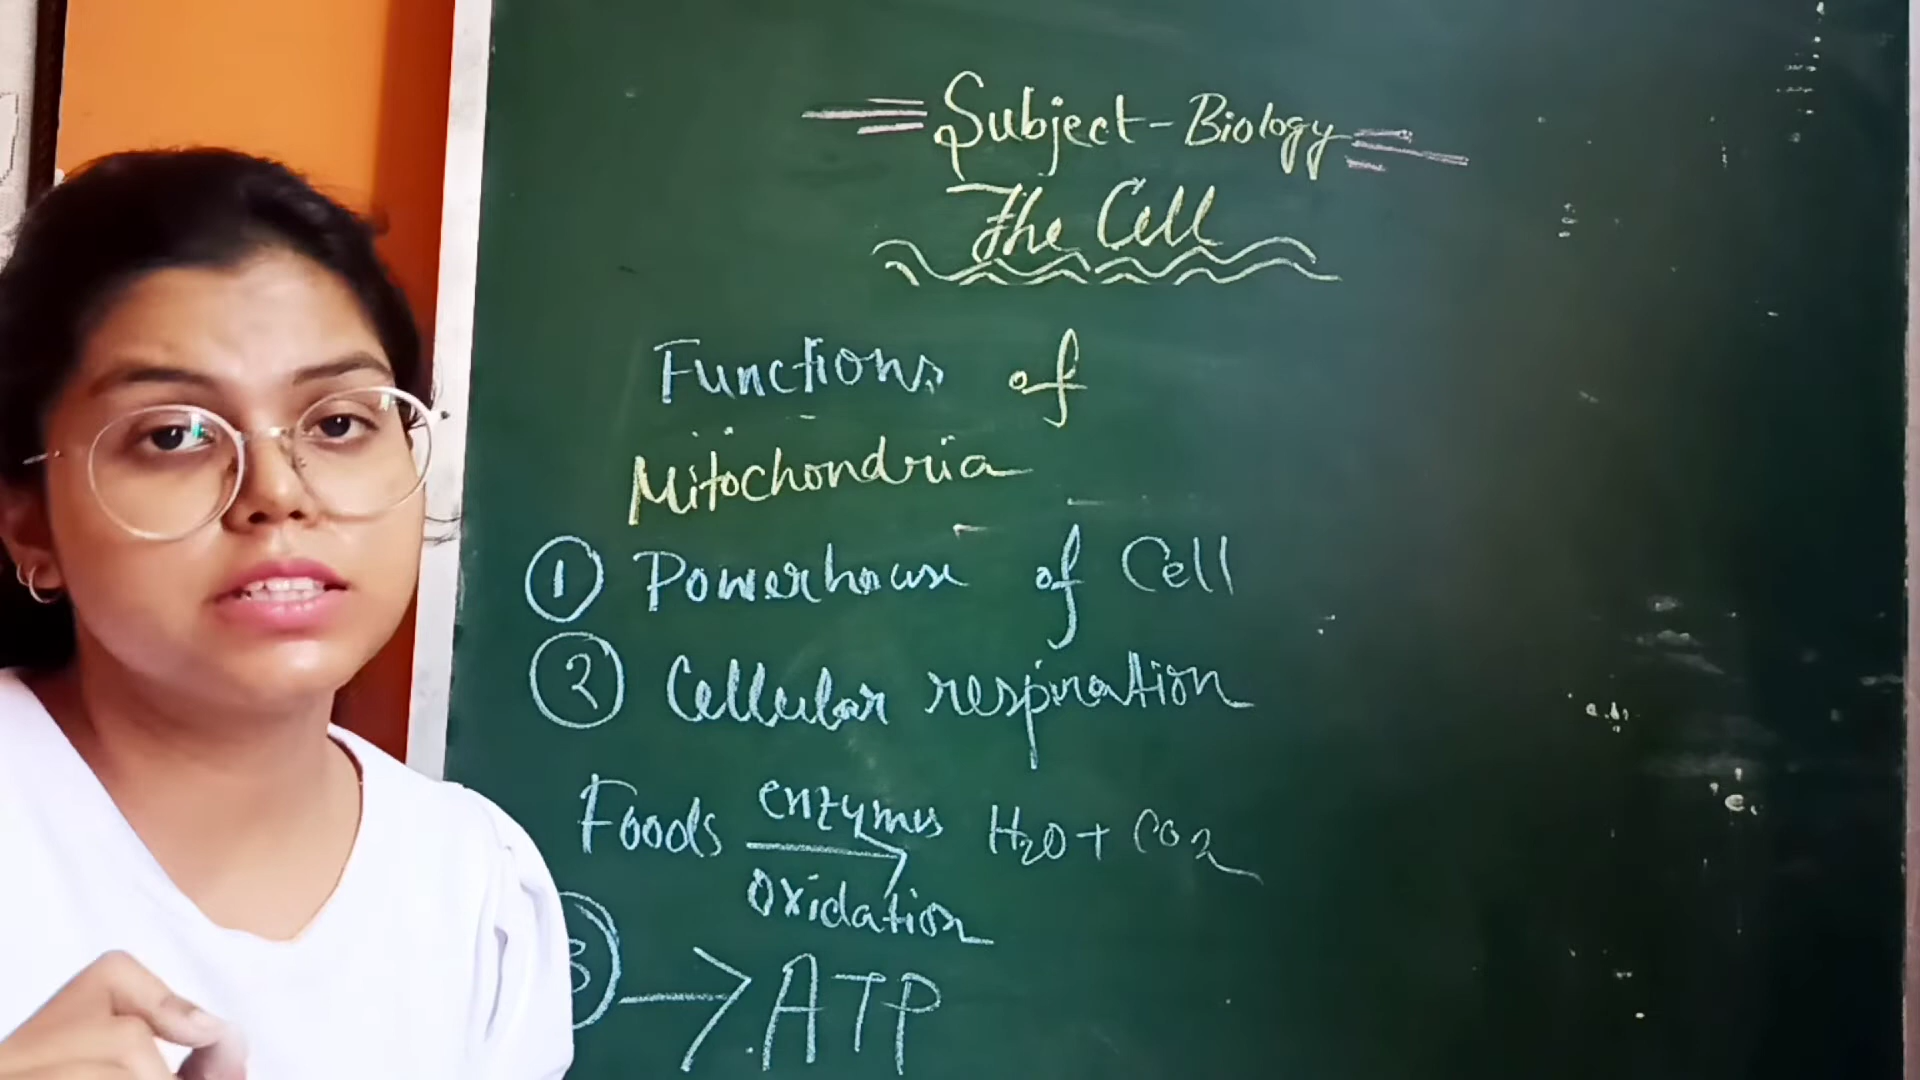 Subject-Biology
The Cell
Functions of
Mitochondria
1 Powerhouse of Cell
2 Cellular respiration
Foods enzymes H2O + CO2
oxidation
3 → ATP